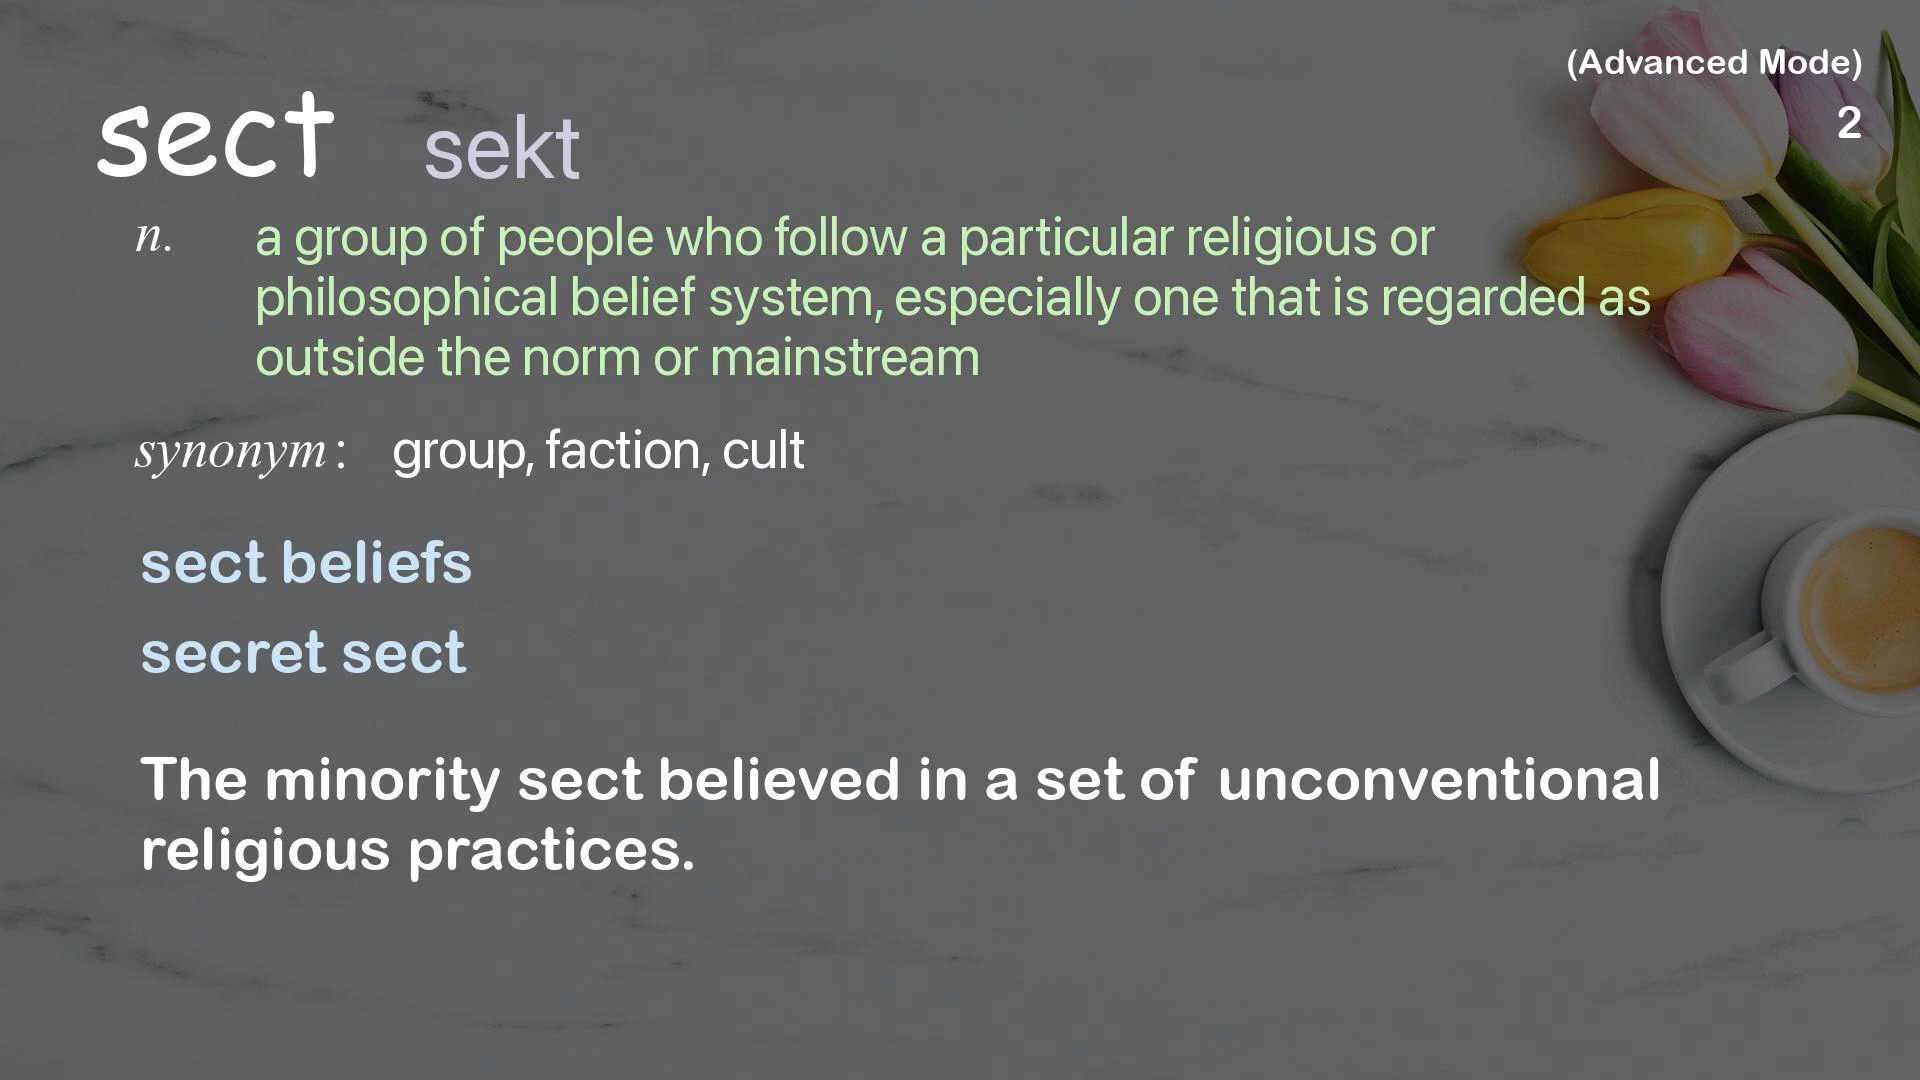 (Advanced Mode)
2
sect sekt
n. a group of people who follow a particular religious or
philosophical belief system, especially one that is regarded as
outside the norm or mainstream
synonym: group, faction, cult
sect beliefs
secret sect
The minority sect believed in a set of unconventional
religious practices.